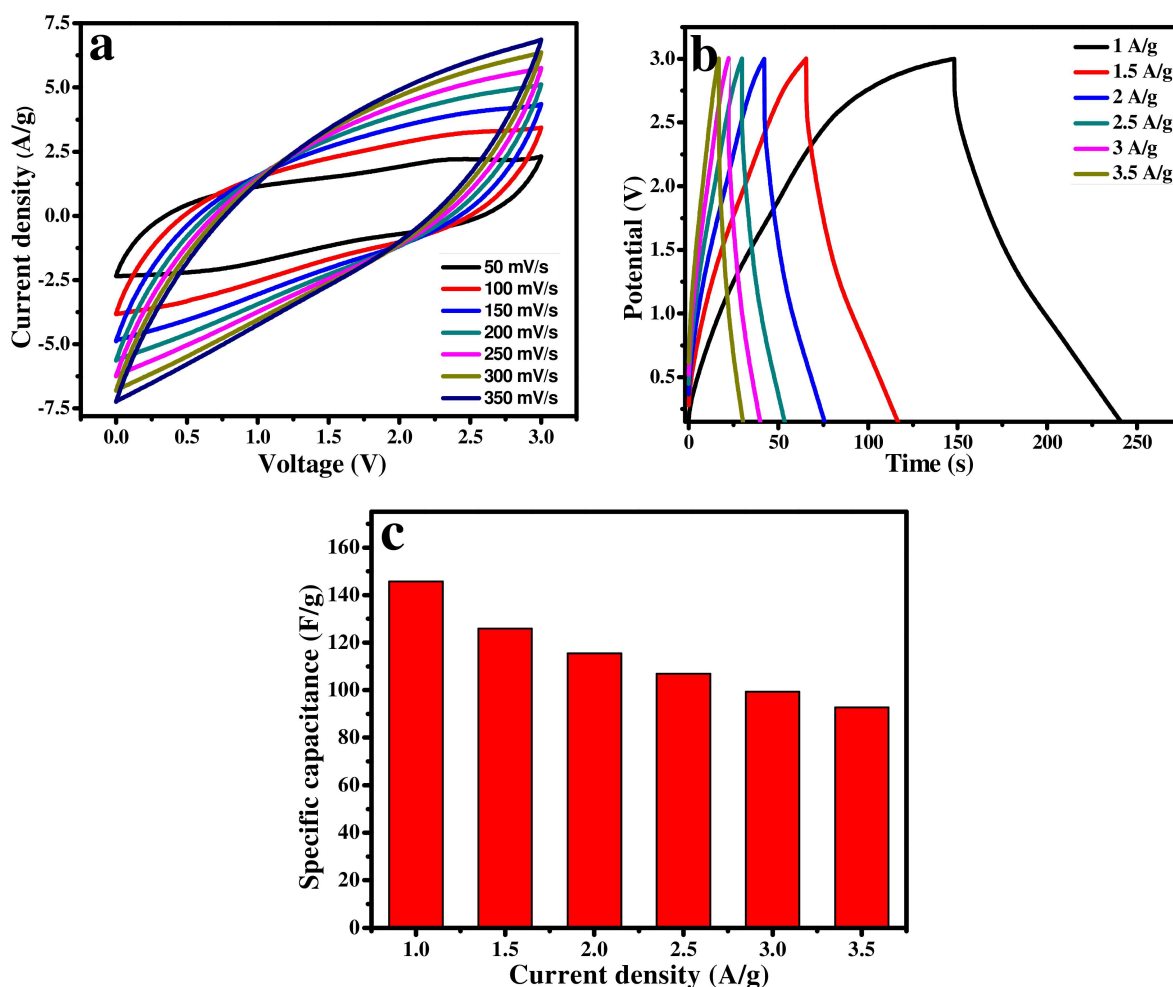 a
7.5
5.0
2.5
0.0
-2.5
-5.0
-7.5
Current density (A/g)
50 mV/s
100 mV/s
150 mV/s
200 mV/s
250 mV/s
300 mV/s
350 mV/s
0.0 0.5 1.0 1.5 2.0 2.5 3.0
Voltage (V)
b
3.0
2.5
2.0
1.5
1.0
0.5
Potential (V)
1 A/g
1.5 A/g
2 A/g
2.5 A/g
3 A/g
3.5 A/g
0 50 100 150 200 250
Time (s)
c
160
140
120
100
80
60
40
20
0
Specific capacitance (F/g)
1.0 1.5 2.0 2.5 3.0 3.5
Current density (A/g)